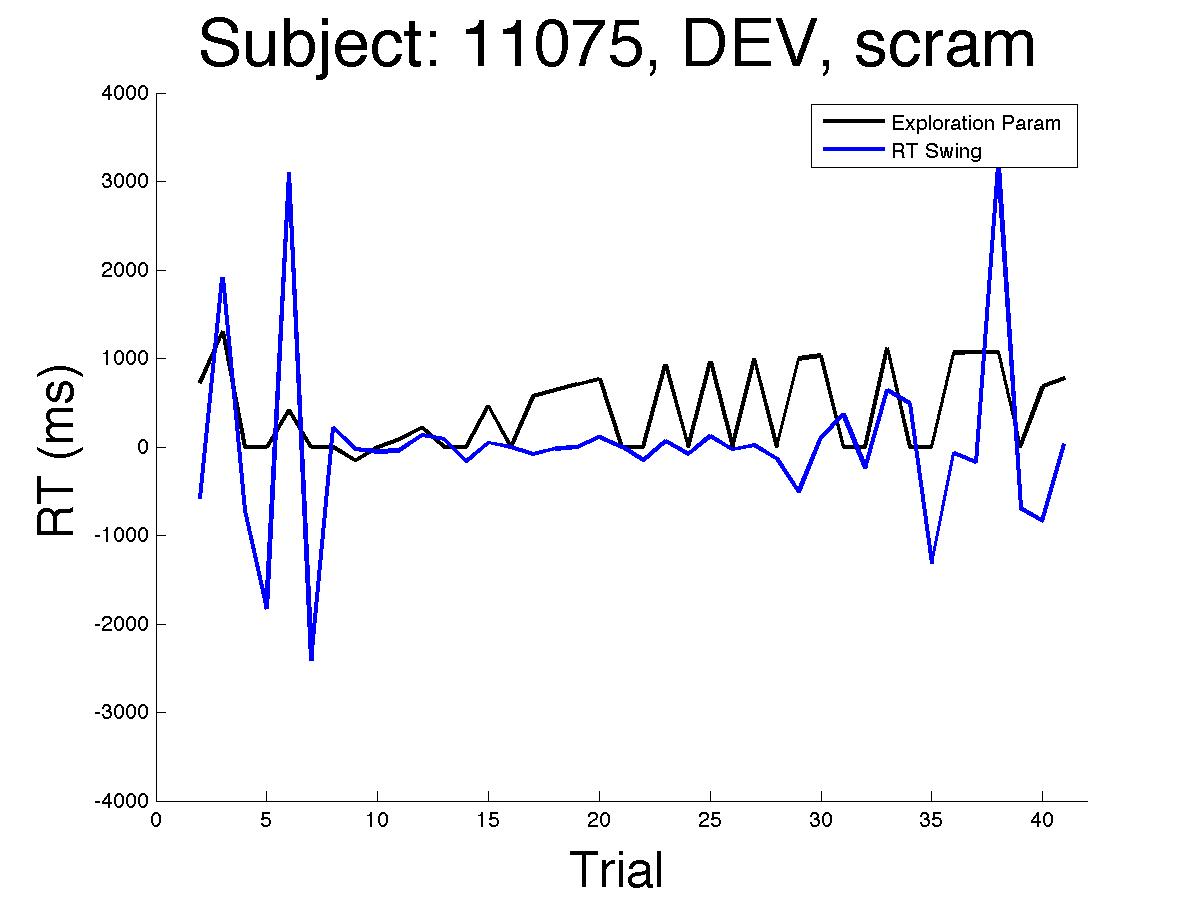 Subject: 11075, DEV, scram
4000
Exploration Param
RT Swing
3000
2000
1000
0
-1000
-2000
-3000
-4000
RT (ms)
0 5 10 15 20 25 30 35 40
Trial